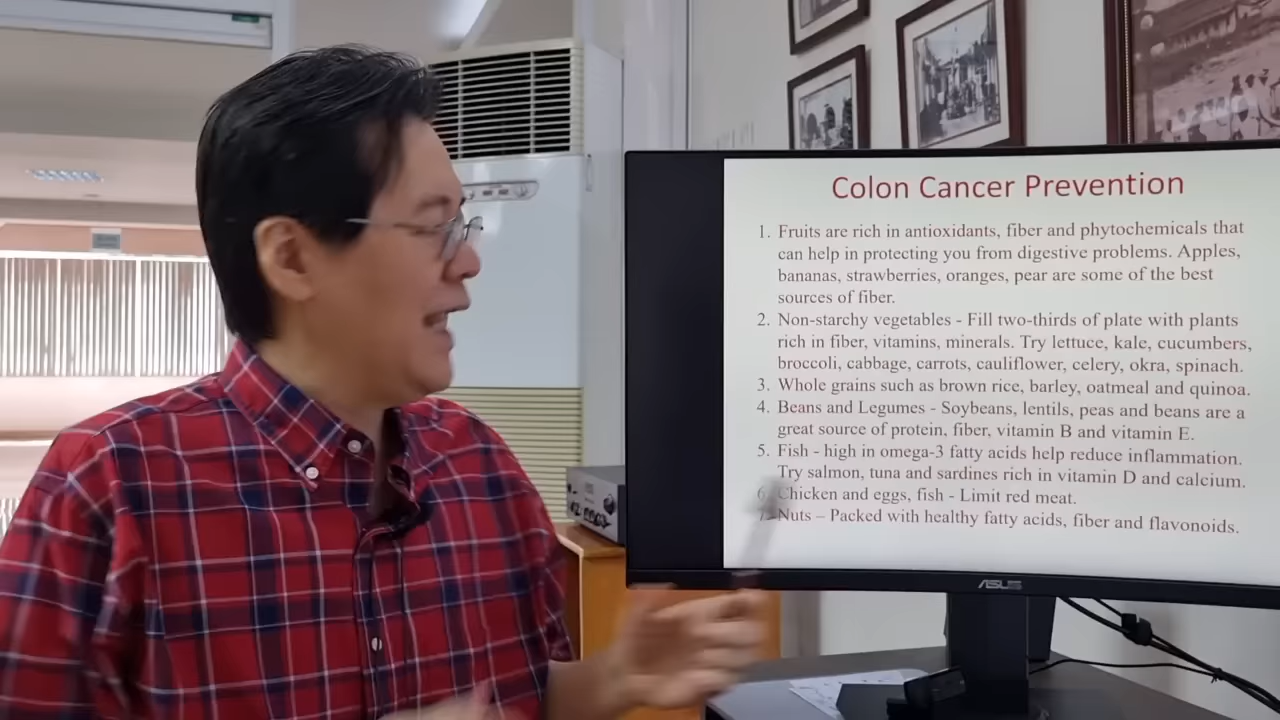 Colon Cancer Prevention
1. Fruits are rich in antioxidants, fiber and phytochemicals that
can help in protecting you from digestive problems. Apples,
bananas, strawberries, oranges, pear are some of the best
sources of fiber.
2. Non-starchy vegetables - Fill two-thirds of plate with plants
rich in fiber, vitamins, minerals. Try lettuce, kale, cucumbers,
broccoli, cabbage, carrots, cauliflower, celery, okra, spinach.
3. Whole grains such as brown rice, barley, oatmeal and quinoa.
4. Beans and Legumes - Soybeans, lentils, peas and beans are a
great source of protein, fiber, vitamin B and vitamin E.
5. Fish - high in omega-3 fatty acids help reduce inflammation.
Try salmon, tuna and sardines rich in vitamin D and calcium.
6. Chicken and eggs, fish - Limit red meat.
7. Nuts – Packed with healthy fatty acids, fiber and flavonoids.
ASUS